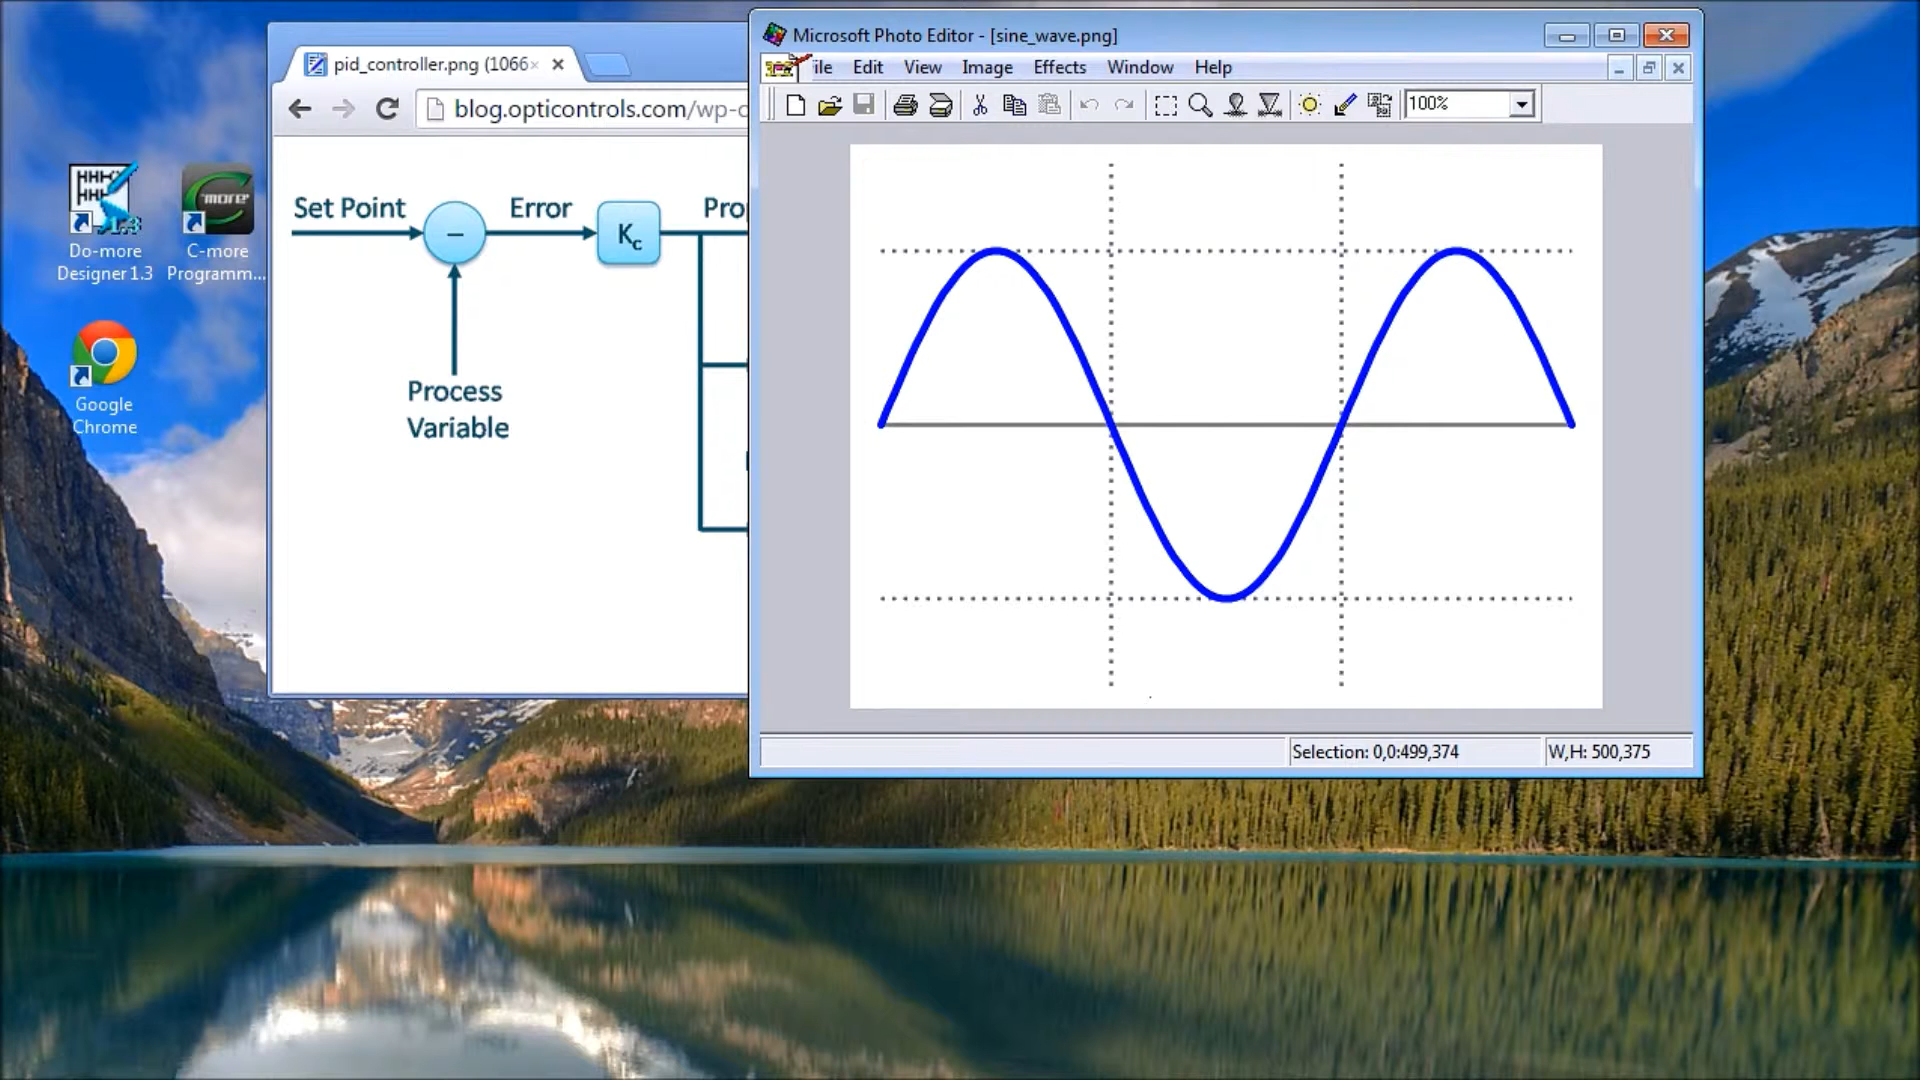 Do-more
Designer 1.3
C-more
Programm...
Google
Chrome
pid_controller.png (1066×
blog.opticontrols.com/wp-c
Set Point
Error
Pro
−
Kc
Process
Variable
Microsoft Photo Editor - [sine_wave.png]
ile Edit View Image Effects Window Help
100%
Selection: 0,0:499,374
W,H: 500,375